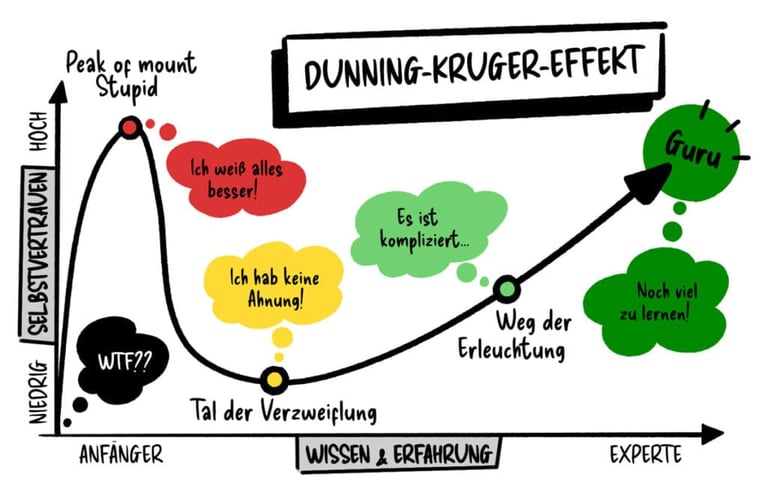 DUNNING-KRUGER-EFFEKT
Peak of mount
Stupid
HOCH
SELBSTVERTRAUEN
NIEDRIG
Ich weiß alles
besser!
Guru
Es ist
kompliziert...
Ich hab keine
Ahnung!
Noch viel
zu lernen!
Weg der
Erleuchtung
WTF??
Tal der Verzweiflung
ANFÄNGER
WISSEN & ERFAHRUNG
EXPERTE